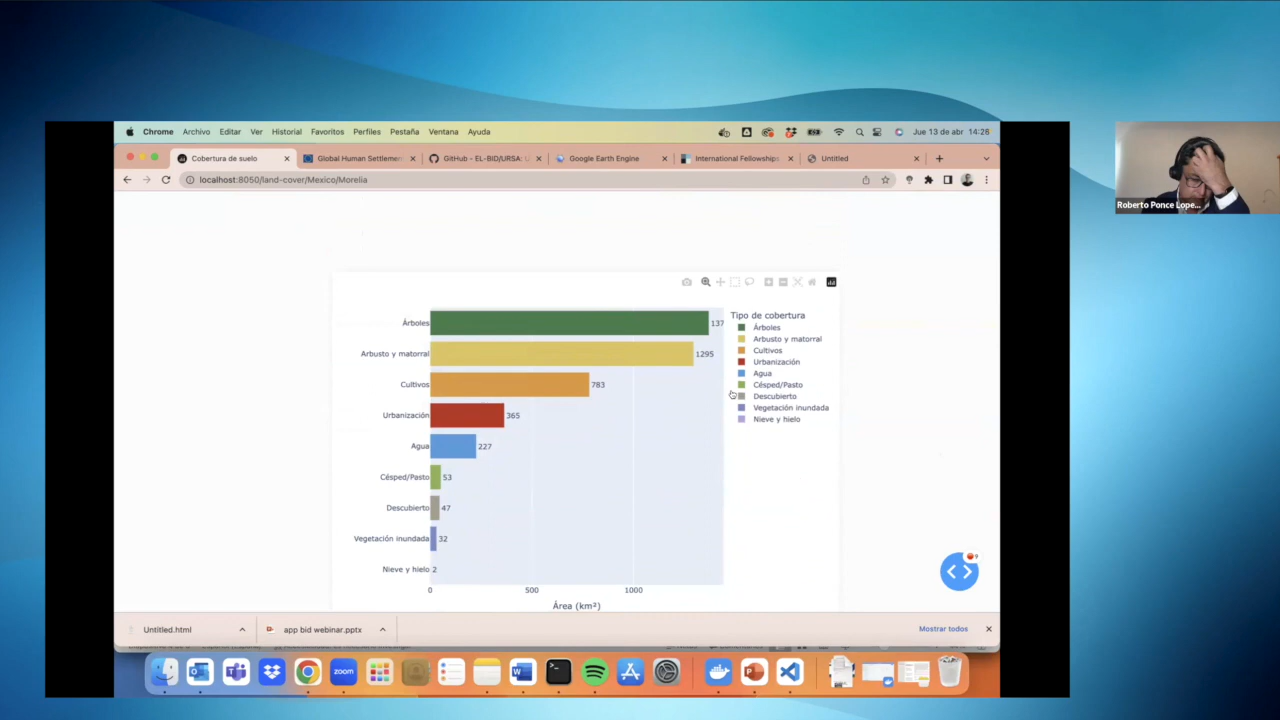 Chrome Archivo Editar Ver Historial Favoritos Perfiles Pestaña Ventana Ayuda Jue 13 de abr 14:28
Cobertura de suelo Global Human Settlemen GitHub - EL-BID/URSA: U Google Earth Engine International Fellowships Untitled
localhost:8050/land-cover/Mexico/Morelia
Roberto Ponce Lope...
Tipo de cobertura
Árboles
Arbusto y matorral
Cultivos
Urbanización
Agua
Césped/Pasto
Descubierto
Vegetación inundada
Nieve y hielo
Árboles 137
Arbusto y matorral 1295
Cultivos 783
Urbanización 365
Agua 227
Césped/Pasto 53
Descubierto 47
Vegetación inundada 32
Nieve y hielo 2
0 500 1000
Área (km²)
9
Untitled.html app bid webinar.pptx Mostrar todos
zoom